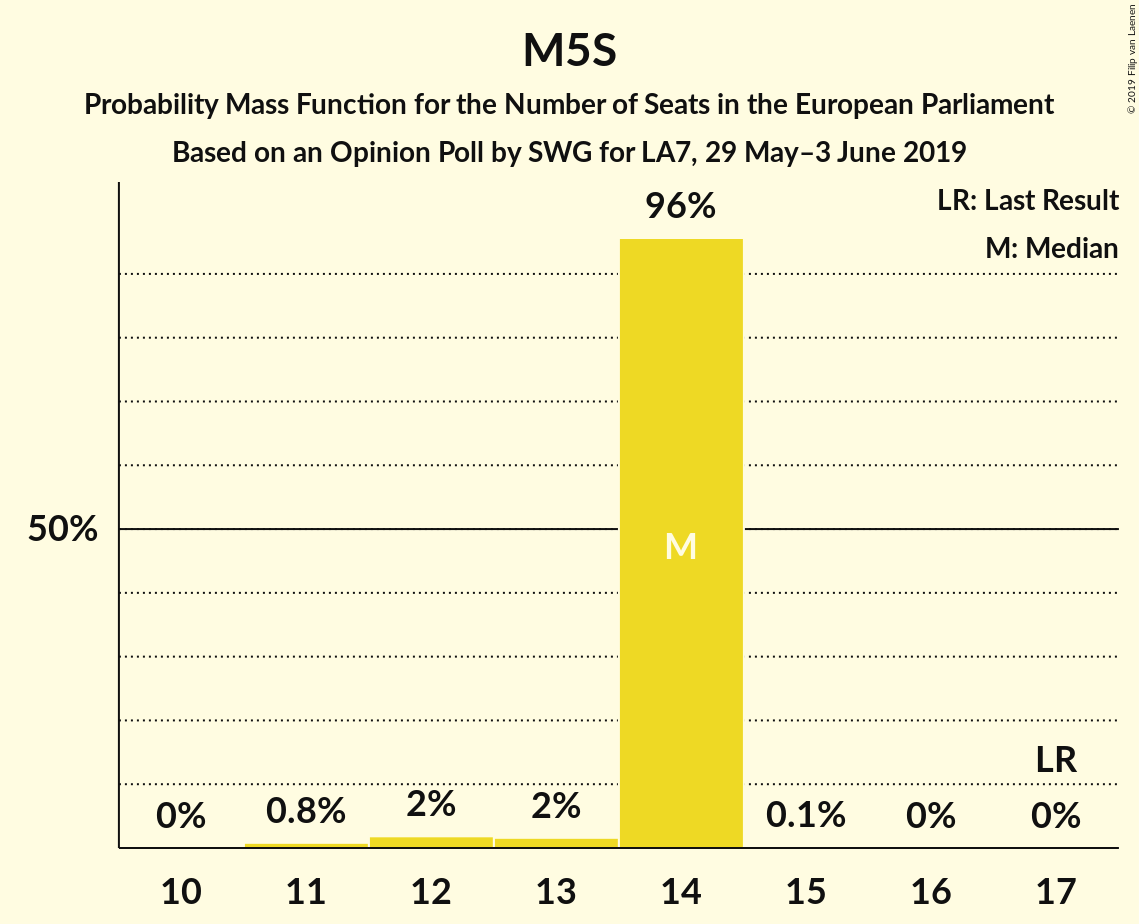 M5S
Probability Mass Function for the Number of Seats in the European Parliament
Based on an Opinion Poll by SWG for LA7, 29 May–3 June 2019
© 2019 Filip van Laenen
LR: Last Result
M: Median
96%
50%
M
LR
0%
0.8%
2%
2%
0.1%
0%
0%
10 11 12 13 14 15 16 17